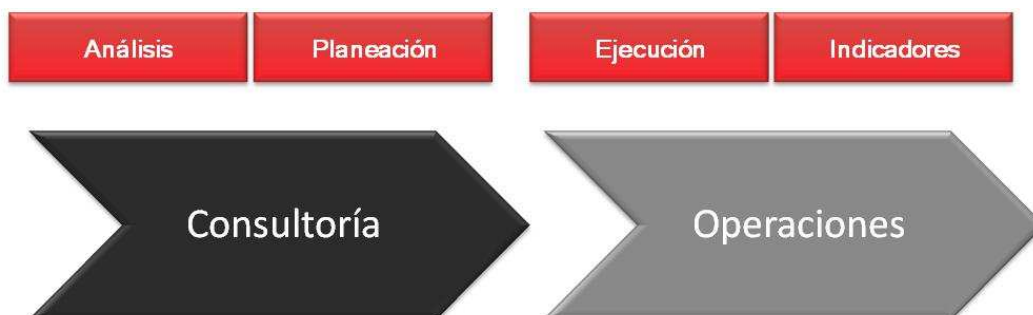 Análisis
Planeación
Ejecución
Indicadores
Consultoría
Operaciones